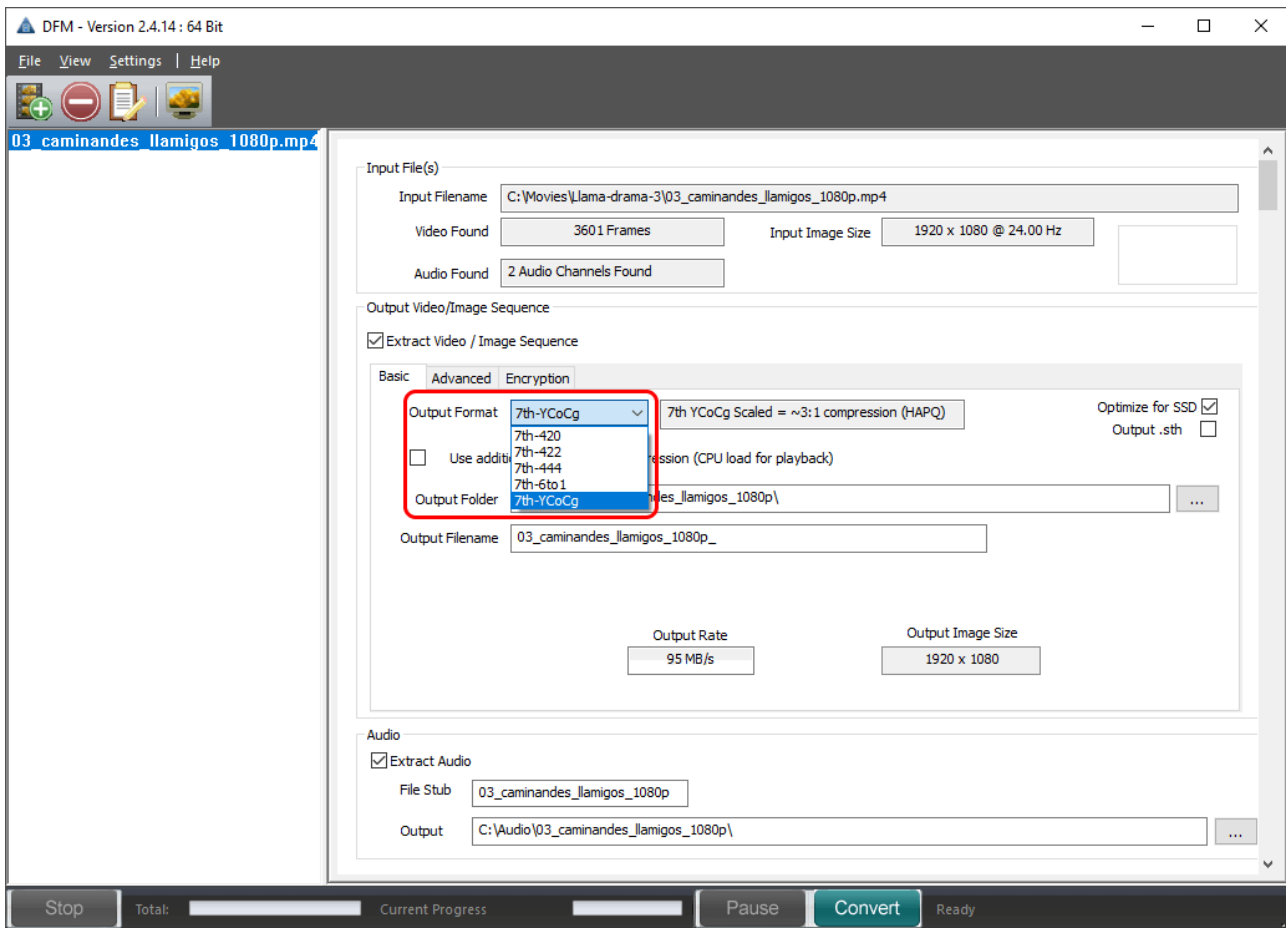 DFM - Version 2.4.14 : 64 Bit
File View Settings | Help
03_caminandes_llamigos_1080p.mp4
Input File(s)
Input Filename C:\Movies\Llama-drama-3\03_caminandes_llamigos_1080p.mp4
Video Found 3601 Frames Input Image Size 1920 x 1080 @ 24.00 Hz
Audio Found 2 Audio Channels Found
Output Video/Image Sequence
Extract Video / Image Sequence
Basic Advanced Encryption
Output Format 7th-YCoCg 7th YCoCg Scaled = ~3:1 compression (HAPQ) Optimize for SSD
Output .sth
7th-420
7th-422
Use additi ression (CPU load for playback)
7th-444
7th-6to1
Output Folder 7th-YCoCg des_llamigos_1080p\ ...
Output Filename 03_caminandes_llamigos_1080p_
Output Rate Output Image Size
95 MB/s 1920 x 1080
Audio
Extract Audio
File Stub 03_caminandes_llamigos_1080p
Output C:\Audio\03_caminandes_llamigos_1080p\ ...
Stop Total: Current Progress Pause Convert Ready